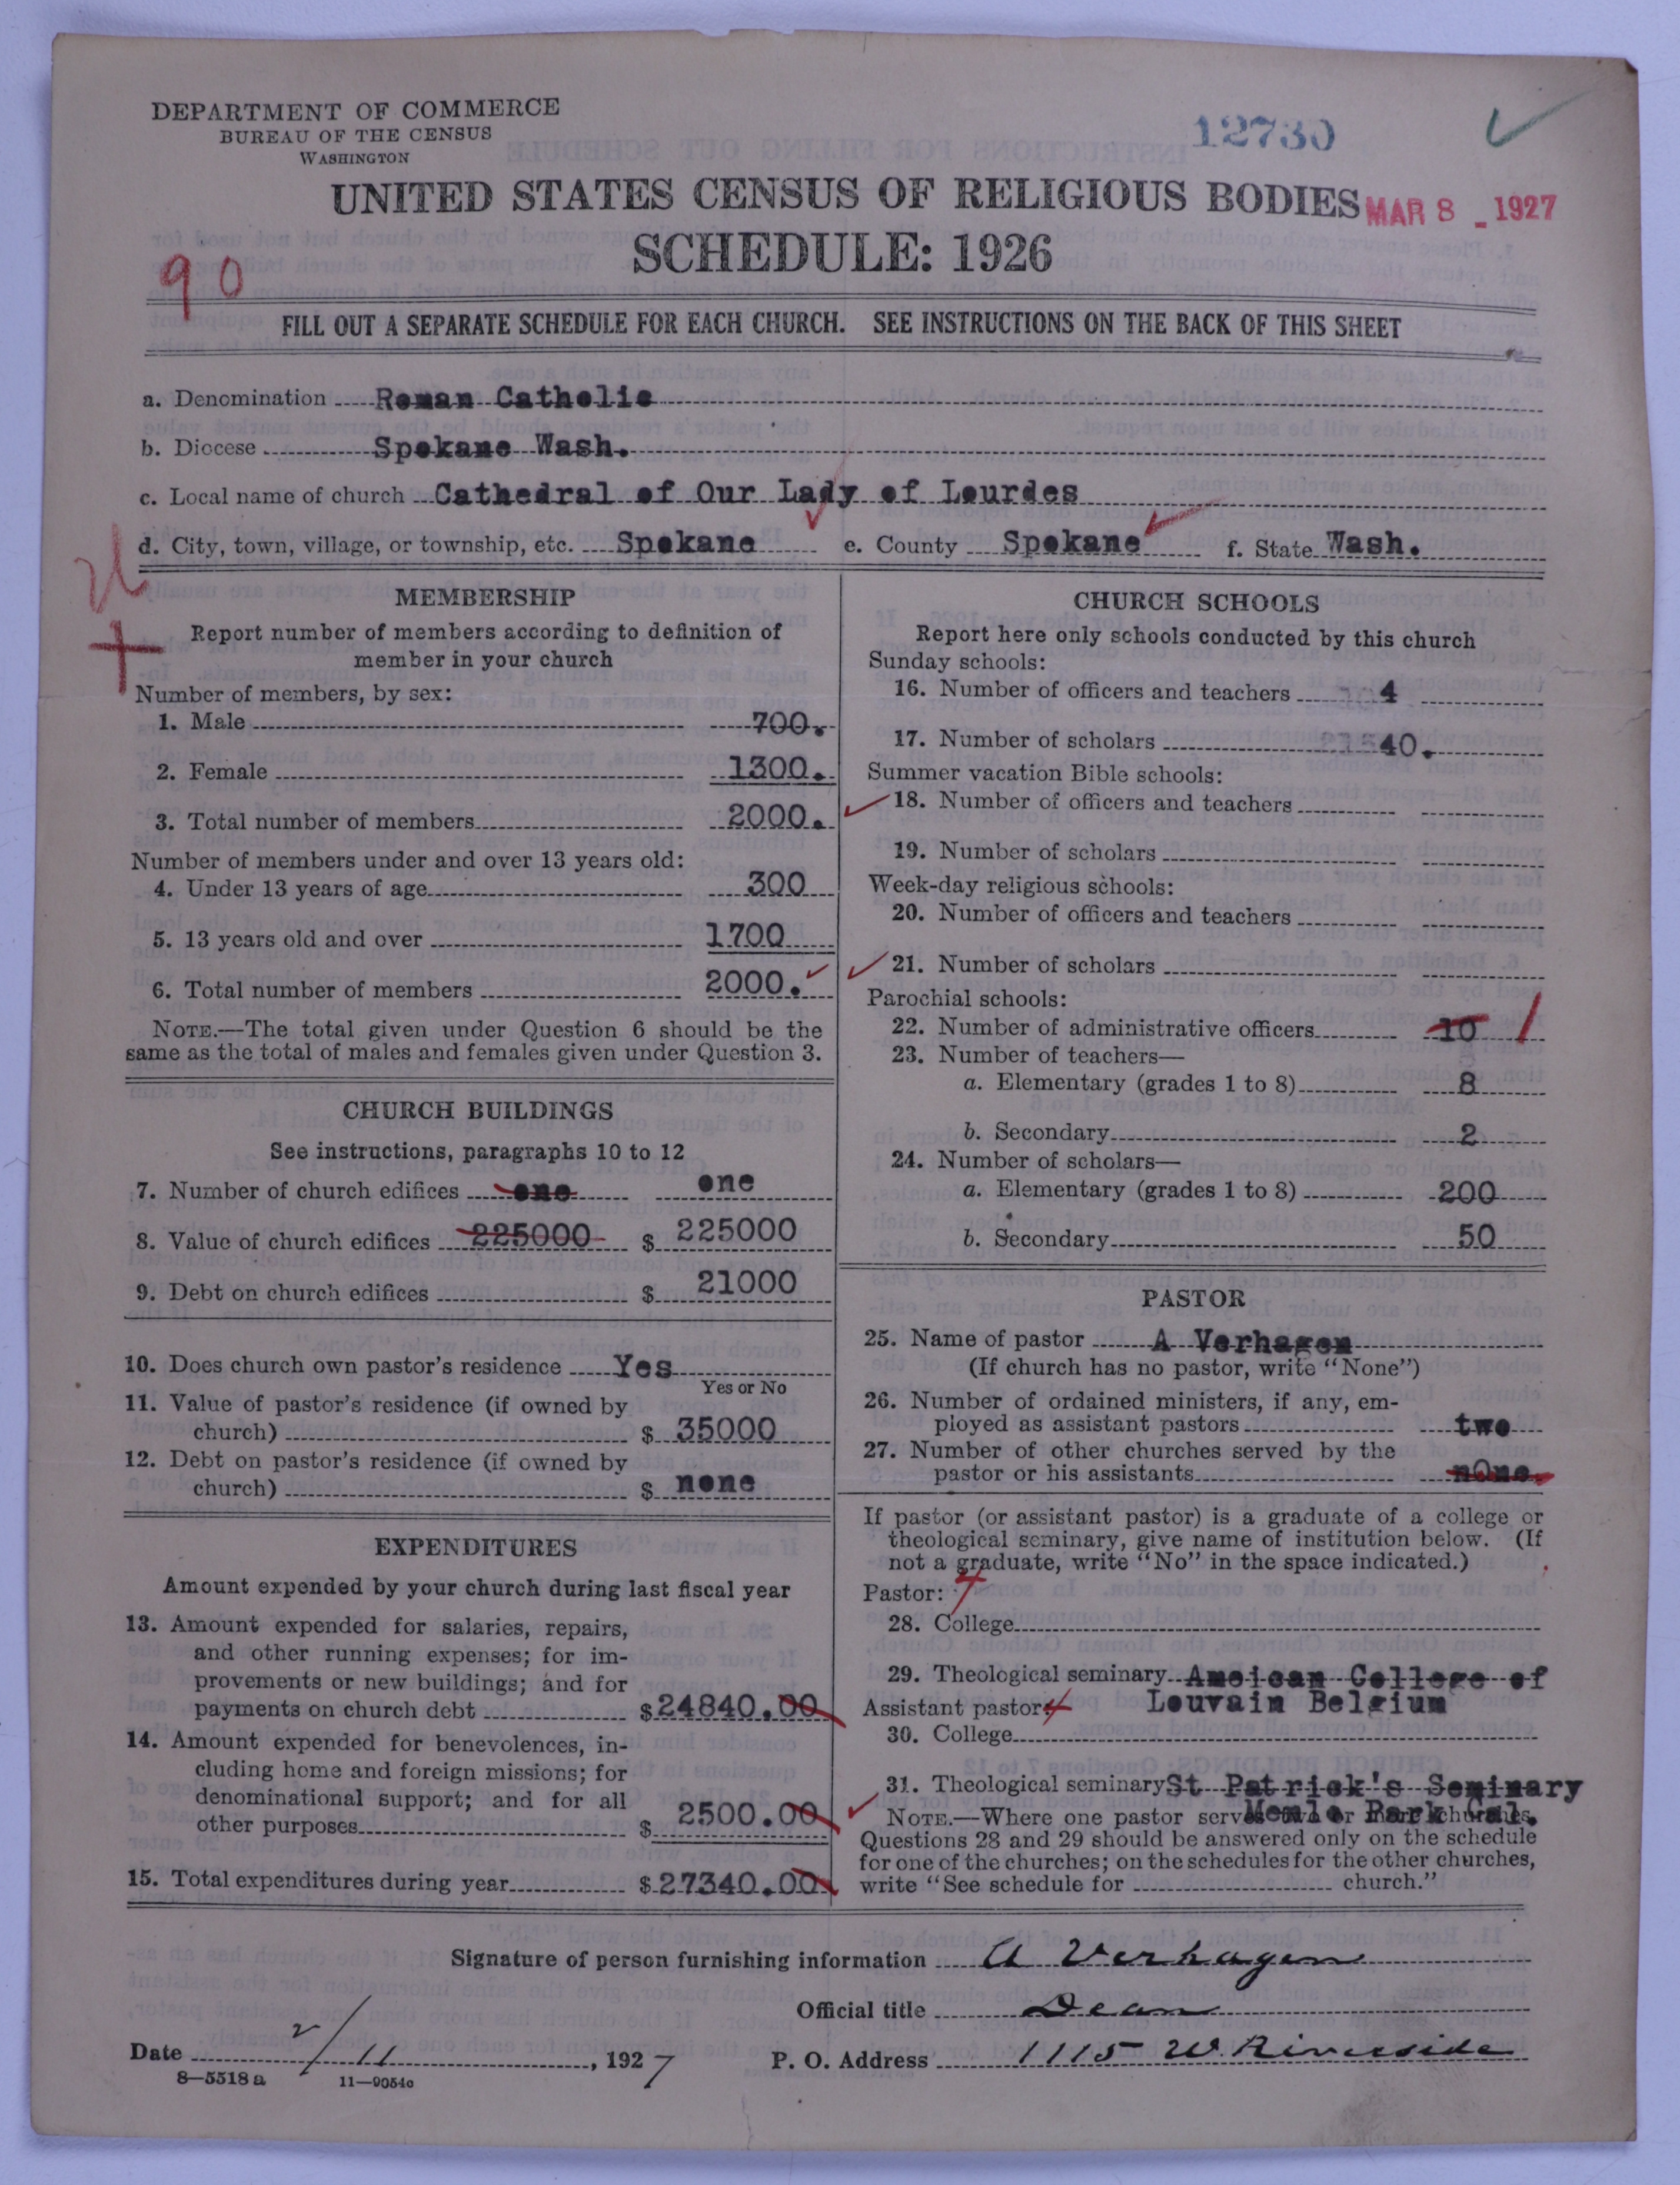 DEPARTMENT OF COMMERCE
BUREAU OF THE CENSUS
WASHINGTON
12730
UNITED STATES CENSUS OF RELIGIOUS BODIES
MAR 8 - 1927
SCHEDULE: 1926
90
FILL OUT A SEPARATE SCHEDULE FOR EACH CHURCH. SEE INSTRUCTIONS ON THE BACK OF THIS SHEET
a. Denomination Roman Catholic
b. Diocese Spokane Wash.
c. Local name of church Cathedral of Our Lady of Lourdes
d. City, town, village, or township, etc. Spokane e. County Spokane f. State Wash.
MEMBERSHIP
Report number of members according to definition of
member in your church
Number of members, by sex:
1. Male 700.
2. Female 1300.
3. Total number of members 2000.
Number of members under and over 13 years old:
4. Under 13 years of age 300
5. 13 years old and over 1700
6. Total number of members 2000.
NOTE.—The total given under Question 6 should be the
same as the total of males and females given under Question 3.
CHURCH BUILDINGS
See instructions, paragraphs 10 to 12
7. Number of church edifices one one
8. Value of church edifices 225000 $ 225000
9. Debt on church edifices $ 21000
10. Does church own pastor's residence Yes
Yes or No
11. Value of pastor's residence (if owned by
church) $ 35000
12. Debt on pastor's residence (if owned by
church) $ none
EXPENDITURES
Amount expended by your church during last fiscal year
13. Amount expended for salaries, repairs,
and other running expenses; for im-
provements or new buildings; and for
payments on church debt $ 24840.00
14. Amount expended for benevolences, in-
cluding home and foreign missions; for
denominational support; and for all
other purposes $ 2500.00
15. Total expenditures during year $ 27340.00
CHURCH SCHOOLS
Report here only schools conducted by this church
Sunday schools:
16. Number of officers and teachers 4
17. Number of scholars 40.
Summer vacation Bible schools:
18. Number of officers and teachers
19. Number of scholars
Week-day religious schools:
20. Number of officers and teachers
21. Number of scholars
Parochial schools:
22. Number of administrative officers 10 1
23. Number of teachers—
a. Elementary (grades 1 to 8) 8
b. Secondary 2
24. Number of scholars—
a. Elementary (grades 1 to 8) 200
b. Secondary 50
PASTOR
25. Name of pastor A Verhagen
(If church has no pastor, write "None")
26. Number of ordained ministers, if any, em-
ployed as assistant pastors two
27. Number of other churches served by the
pastor or his assistants nOne.
If pastor (or assistant pastor) is a graduate of a college or
theological seminary, give name of institution below. (If
not a graduate, write "No" in the space indicated.)
Pastor:
28. College
29. Theological seminary Ameican College of
Louvain Belgium
Assistant pastor:
30. College
31. Theological seminary St Patrick's Seminary
Menlo Park Cal.
NOTE.—Where one pastor serves two or more churches,
Questions 28 and 29 should be answered only on the schedule
for one of the churches; on the schedules for the other churches,
write "See schedule for church."
Signature of person furnishing information A Verhagen
Official title Dean
Date 2/11, 1927 P. O. Address 1115 W. Riverside
8—5518 a 11—9054c